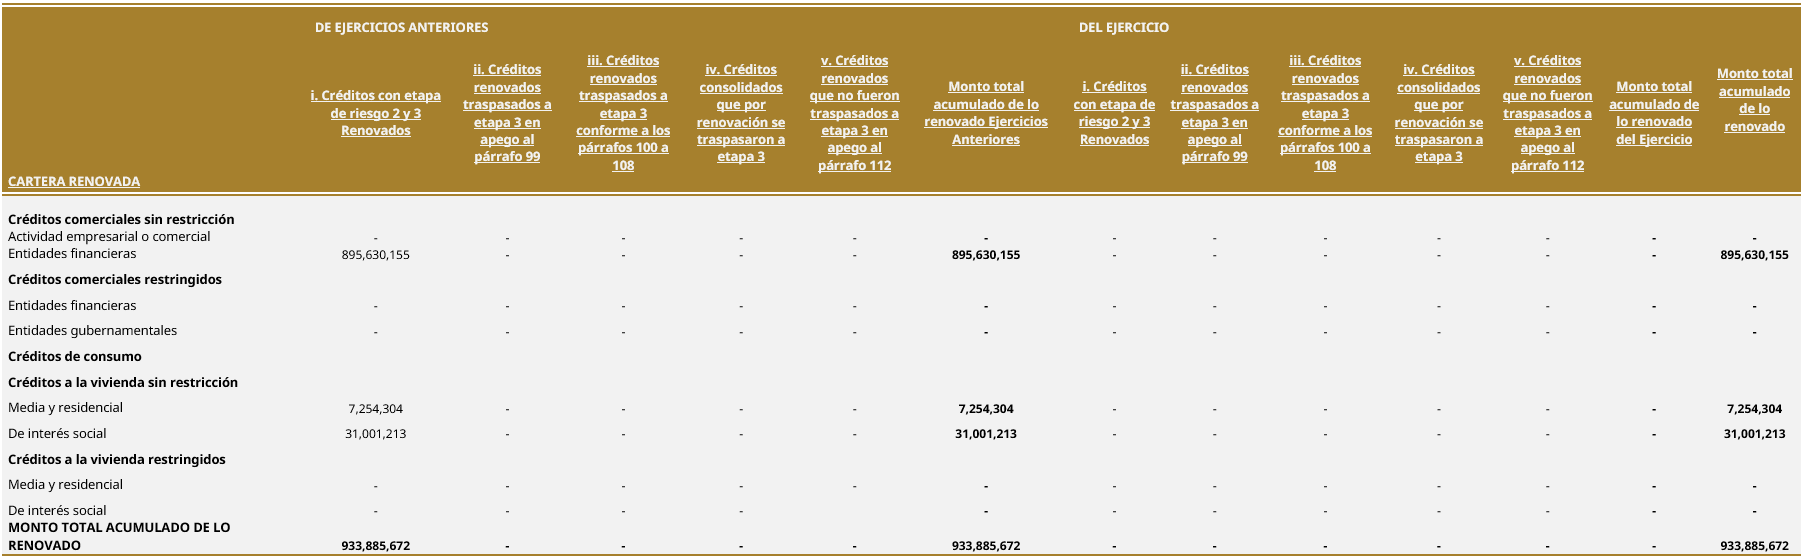 DE EJERCICIOS ANTERIORES DEL EJERCICIO
CARTERA RENOVADA
i. Créditos con etapa
de riesgo 2 y 3
Renovados
ii. Créditos
renovados
traspasados a
etapa 3 en
apego al
párrafo 99
iii. Créditos
renovados
traspasados a
etapa 3
conforme a los
párrafos 100 a
108
iv. Créditos
consolidados
que por
renovación se
traspasaron a
etapa 3
v. Créditos
renovados
que no fueron
traspasados a
etapa 3 en
apego al
párrafo 112
Monto total
acumulado de lo
renovado Ejercicios
Anteriores
i. Créditos
con etapa de
riesgo 2 y 3
Renovados
ii. Créditos
renovados
traspasados a
etapa 3 en
apego al
párrafo 99
iii. Créditos
renovados
traspasados a
etapa 3
conforme a los
párrafos 100 a
108
iv. Créditos
consolidados
que por
renovación se
traspasaron a
etapa 3
v. Créditos
renovados
que no fueron
traspasados a
etapa 3 en
apego al
párrafo 112
Monto total
acumulado de
lo renovado
del Ejercicio
Monto total
acumulado
de lo
renovado
Créditos comerciales sin restricción
Actividad empresarial o comercial - - - - - - - - - - - - -
Entidades financieras 895,630,155 - - - - 895,630,155 - - - - - - 895,630,155
Créditos comerciales restringidos
Entidades financieras - - - - - - - - - - - - -
Entidades gubernamentales - - - - - - - - - - - - -
Créditos de consumo
Créditos a la vivienda sin restricción
Media y residencial 7,254,304 - - - - 7,254,304 - - - - - - 7,254,304
De interés social 31,001,213 - - - - 31,001,213 - - - - - - 31,001,213
Créditos a la vivienda restringidos
Media y residencial - - - - - - - - - - - - -
De interés social - - - - - - - - - - - -
MONTO TOTAL ACUMULADO DE LO
RENOVADO 933,885,672 - - - - 933,885,672 - - - - - - 933,885,672